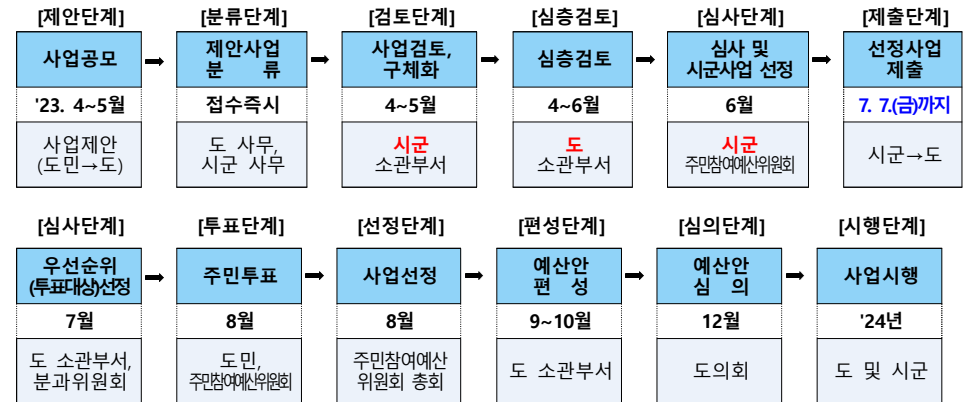 [제안단계] [분류단계] [검토단계] [심층검토] [심사단계] [제출단계]
사업공모 → 제안사업 분 류 → 사업검토, 구체화 → 심층검토 → 심사 및 시군사업 선정 → 선정사업 제출
'23. 4~5월 접수즉시 4~5월 4~6월 6월 7. 7.(금)까지
사업제안 (도민→도) 도 사무, 시군 사무 시군 소관부서 도 소관부서 시군 주민참여예산위원회 시군→도
[심사단계] [투표단계] [선정단계] [편성단계] [심의단계] [시행단계]
우선순위 (투표대상)선정 → 주민투표 → 사업선정 → 예산안 편 성 → 예산안 심 의 → 사업시행
7월 8월 8월 9~10월 12월 '24년
도 소관부서, 분과위원회 도민, 주민참여예산위원회 주민참여예산 위원회 총회 도 소관부서 도의회 도 및 시군